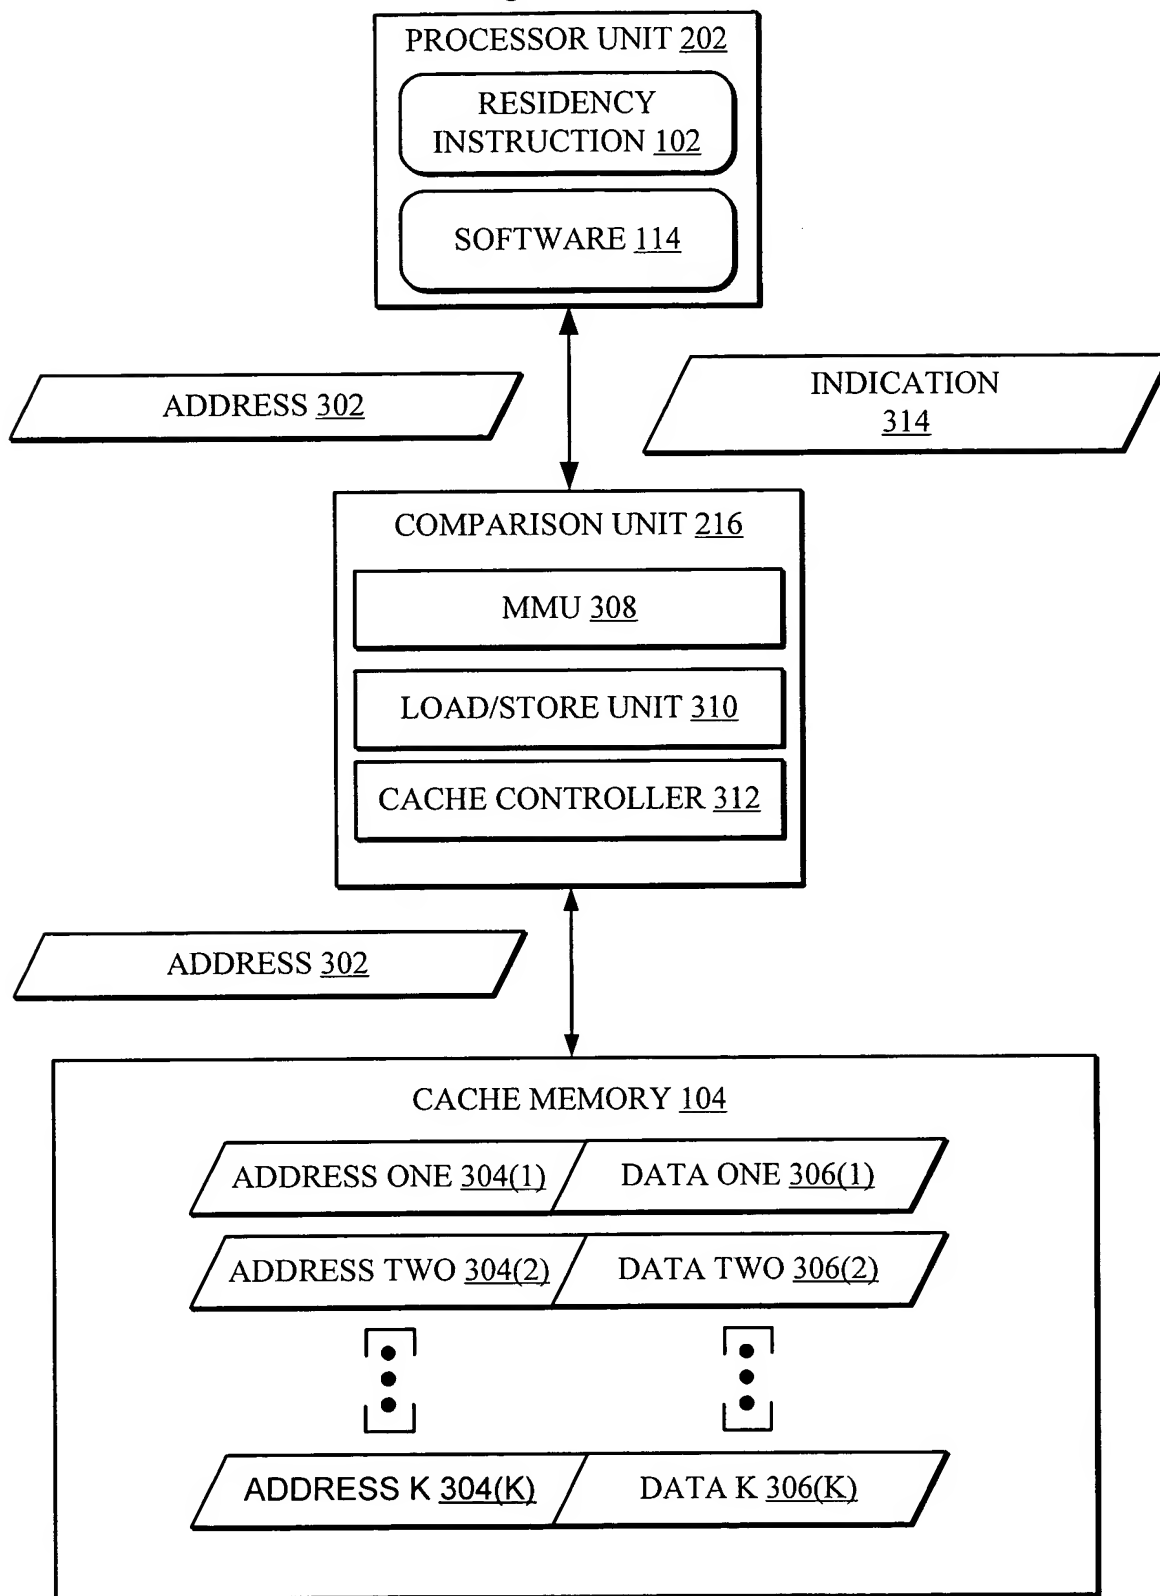 PROCESSOR UNIT 202
RESIDENCY
INSTRUCTION 102
SOFTWARE 114
ADDRESS 302
INDICATION
314
COMPARISON UNIT 216
MMU 308
LOAD/STORE UNIT 310
CACHE CONTROLLER 312
ADDRESS 302
CACHE MEMORY 104
ADDRESS ONE 304(1) DATA ONE 306(1)
ADDRESS TWO 304(2) DATA TWO 306(2)
ADDRESS K 304(K) DATA K 306(K)